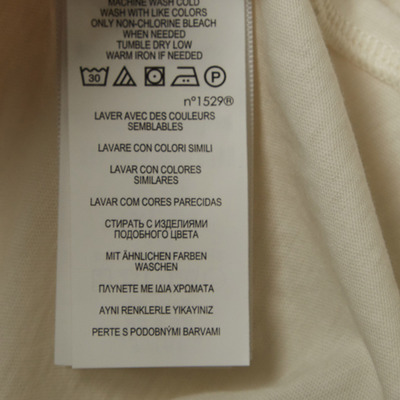 MACHINE WASH COLD
WASH WITH LIKE COLORS
ONLY NON-CHLORINE BLEACH
WHEN NEEDED
TUMBLE DRY LOW
WARM IRON IF NEEDED
30 P
nº1529®
LAVER AVEC DES COULEURS
SEMBLABLES
LAVARE CON COLORI SIMILI
LAVAR CON COLORES
SIMILARES
LAVAR COM CORES PARECIDAS
СТИРАТЬ С ИЗДЕЛИЯМИ
ПОДОБНОГО ЦВЕТА
MIT ÄHNLICHEN FARBEN
WASCHEN
ΠΛΥΝΕΤΕ ΜΕ ΙΔΙΑ ΧΡΩΜΑΤΑ
AYNI RENKLERLE YIKAYINIZ
PERTE S PODOBNÝMI BARVAMI